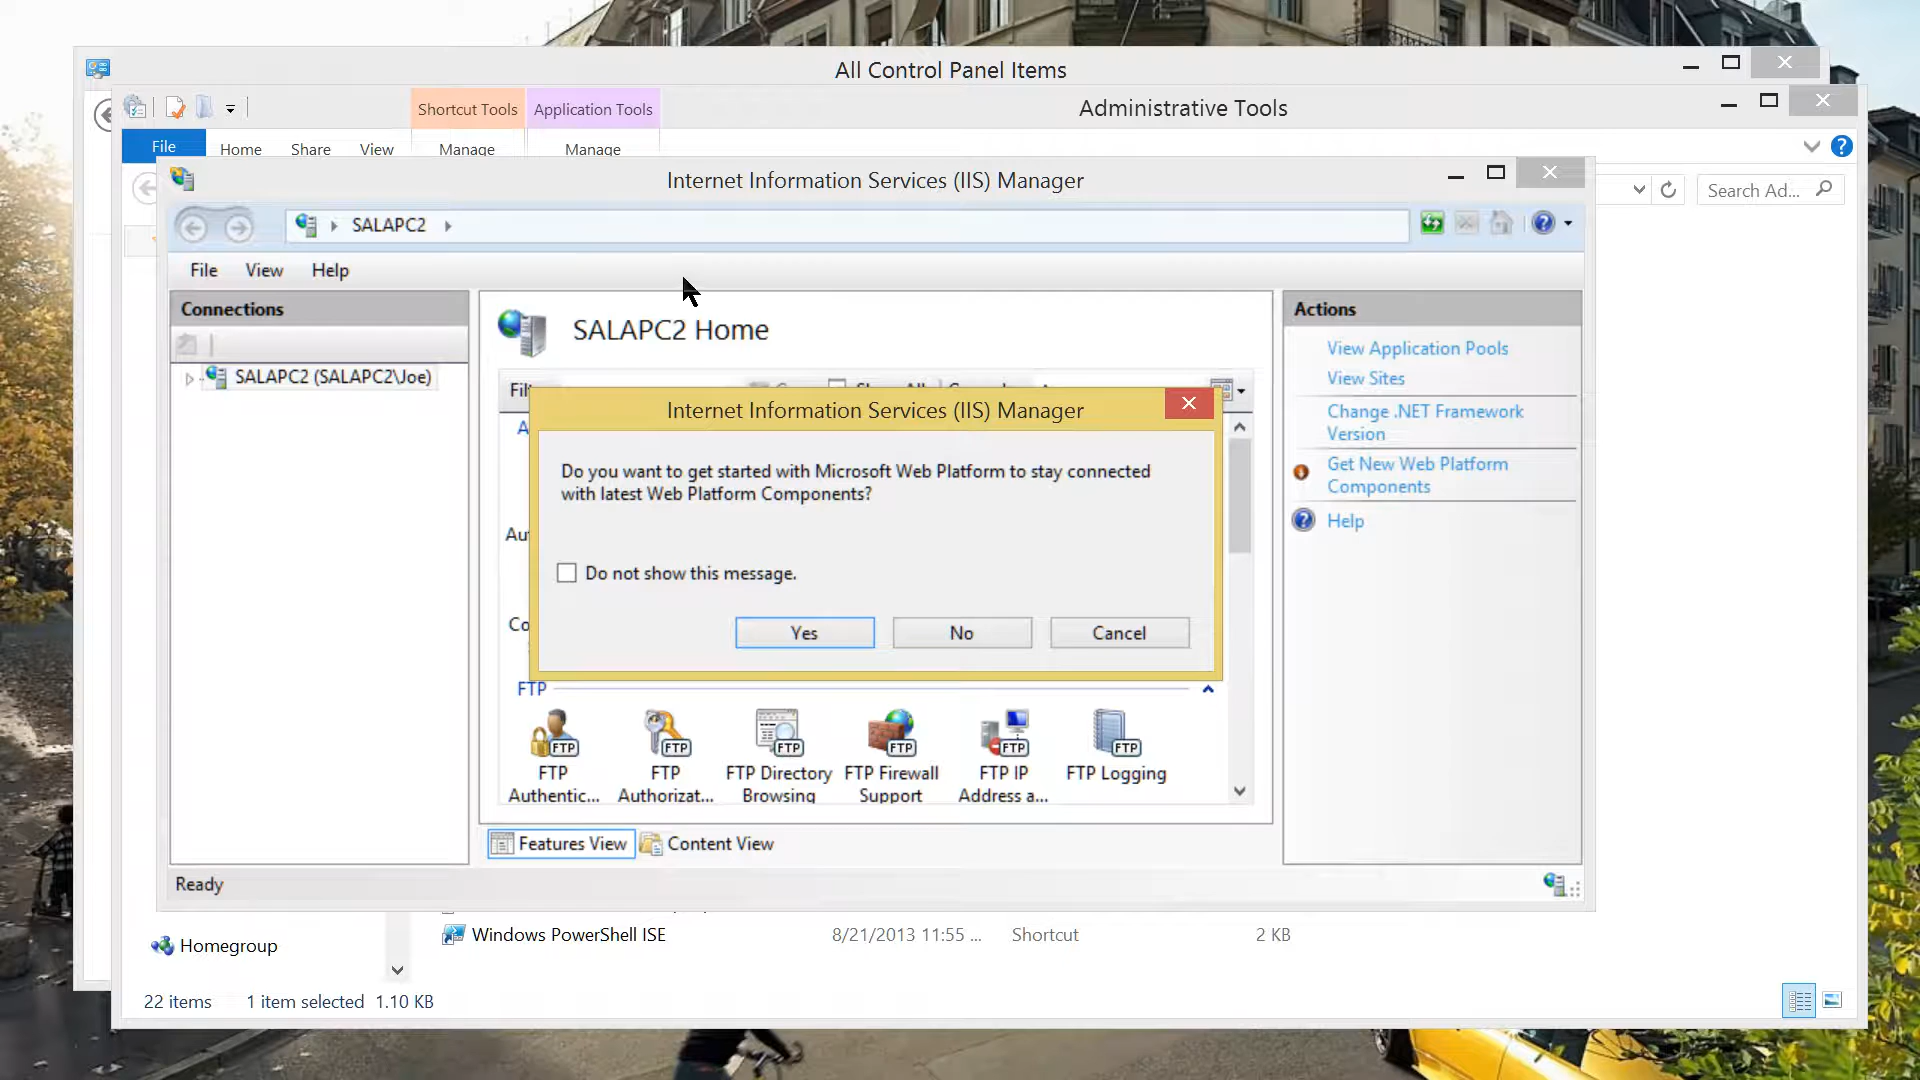 All Control Panel Items
Shortcut Tools
Application Tools
Administrative Tools
File
Home
Share
View
Manage
Manage
Internet Information Services (IIS) Manager
Search Ad...
SALAPC2
File
View
Help
Connections
SALAPC2 (SALAPC2\Joe)
SALAPC2 Home
Internet Information Services (IIS) Manager
Do you want to get started with Microsoft Web Platform to stay connected
with latest Web Platform Components?
Do not show this message.
Yes
No
Cancel
FTP
FTP
Authentic...
FTP
Authorizat...
FTP Directory
Browsing
FTP Firewall
Support
FTP IP
Address a...
FTP Logging
Features View
Content View
Actions
View Application Pools
View Sites
Change .NET Framework
Version
Get New Web Platform
Components
Help
Ready
Homegroup
Windows PowerShell ISE
8/21/2013 11:55 ...
Shortcut
2 KB
22 items
1 item selected
1.10 KB